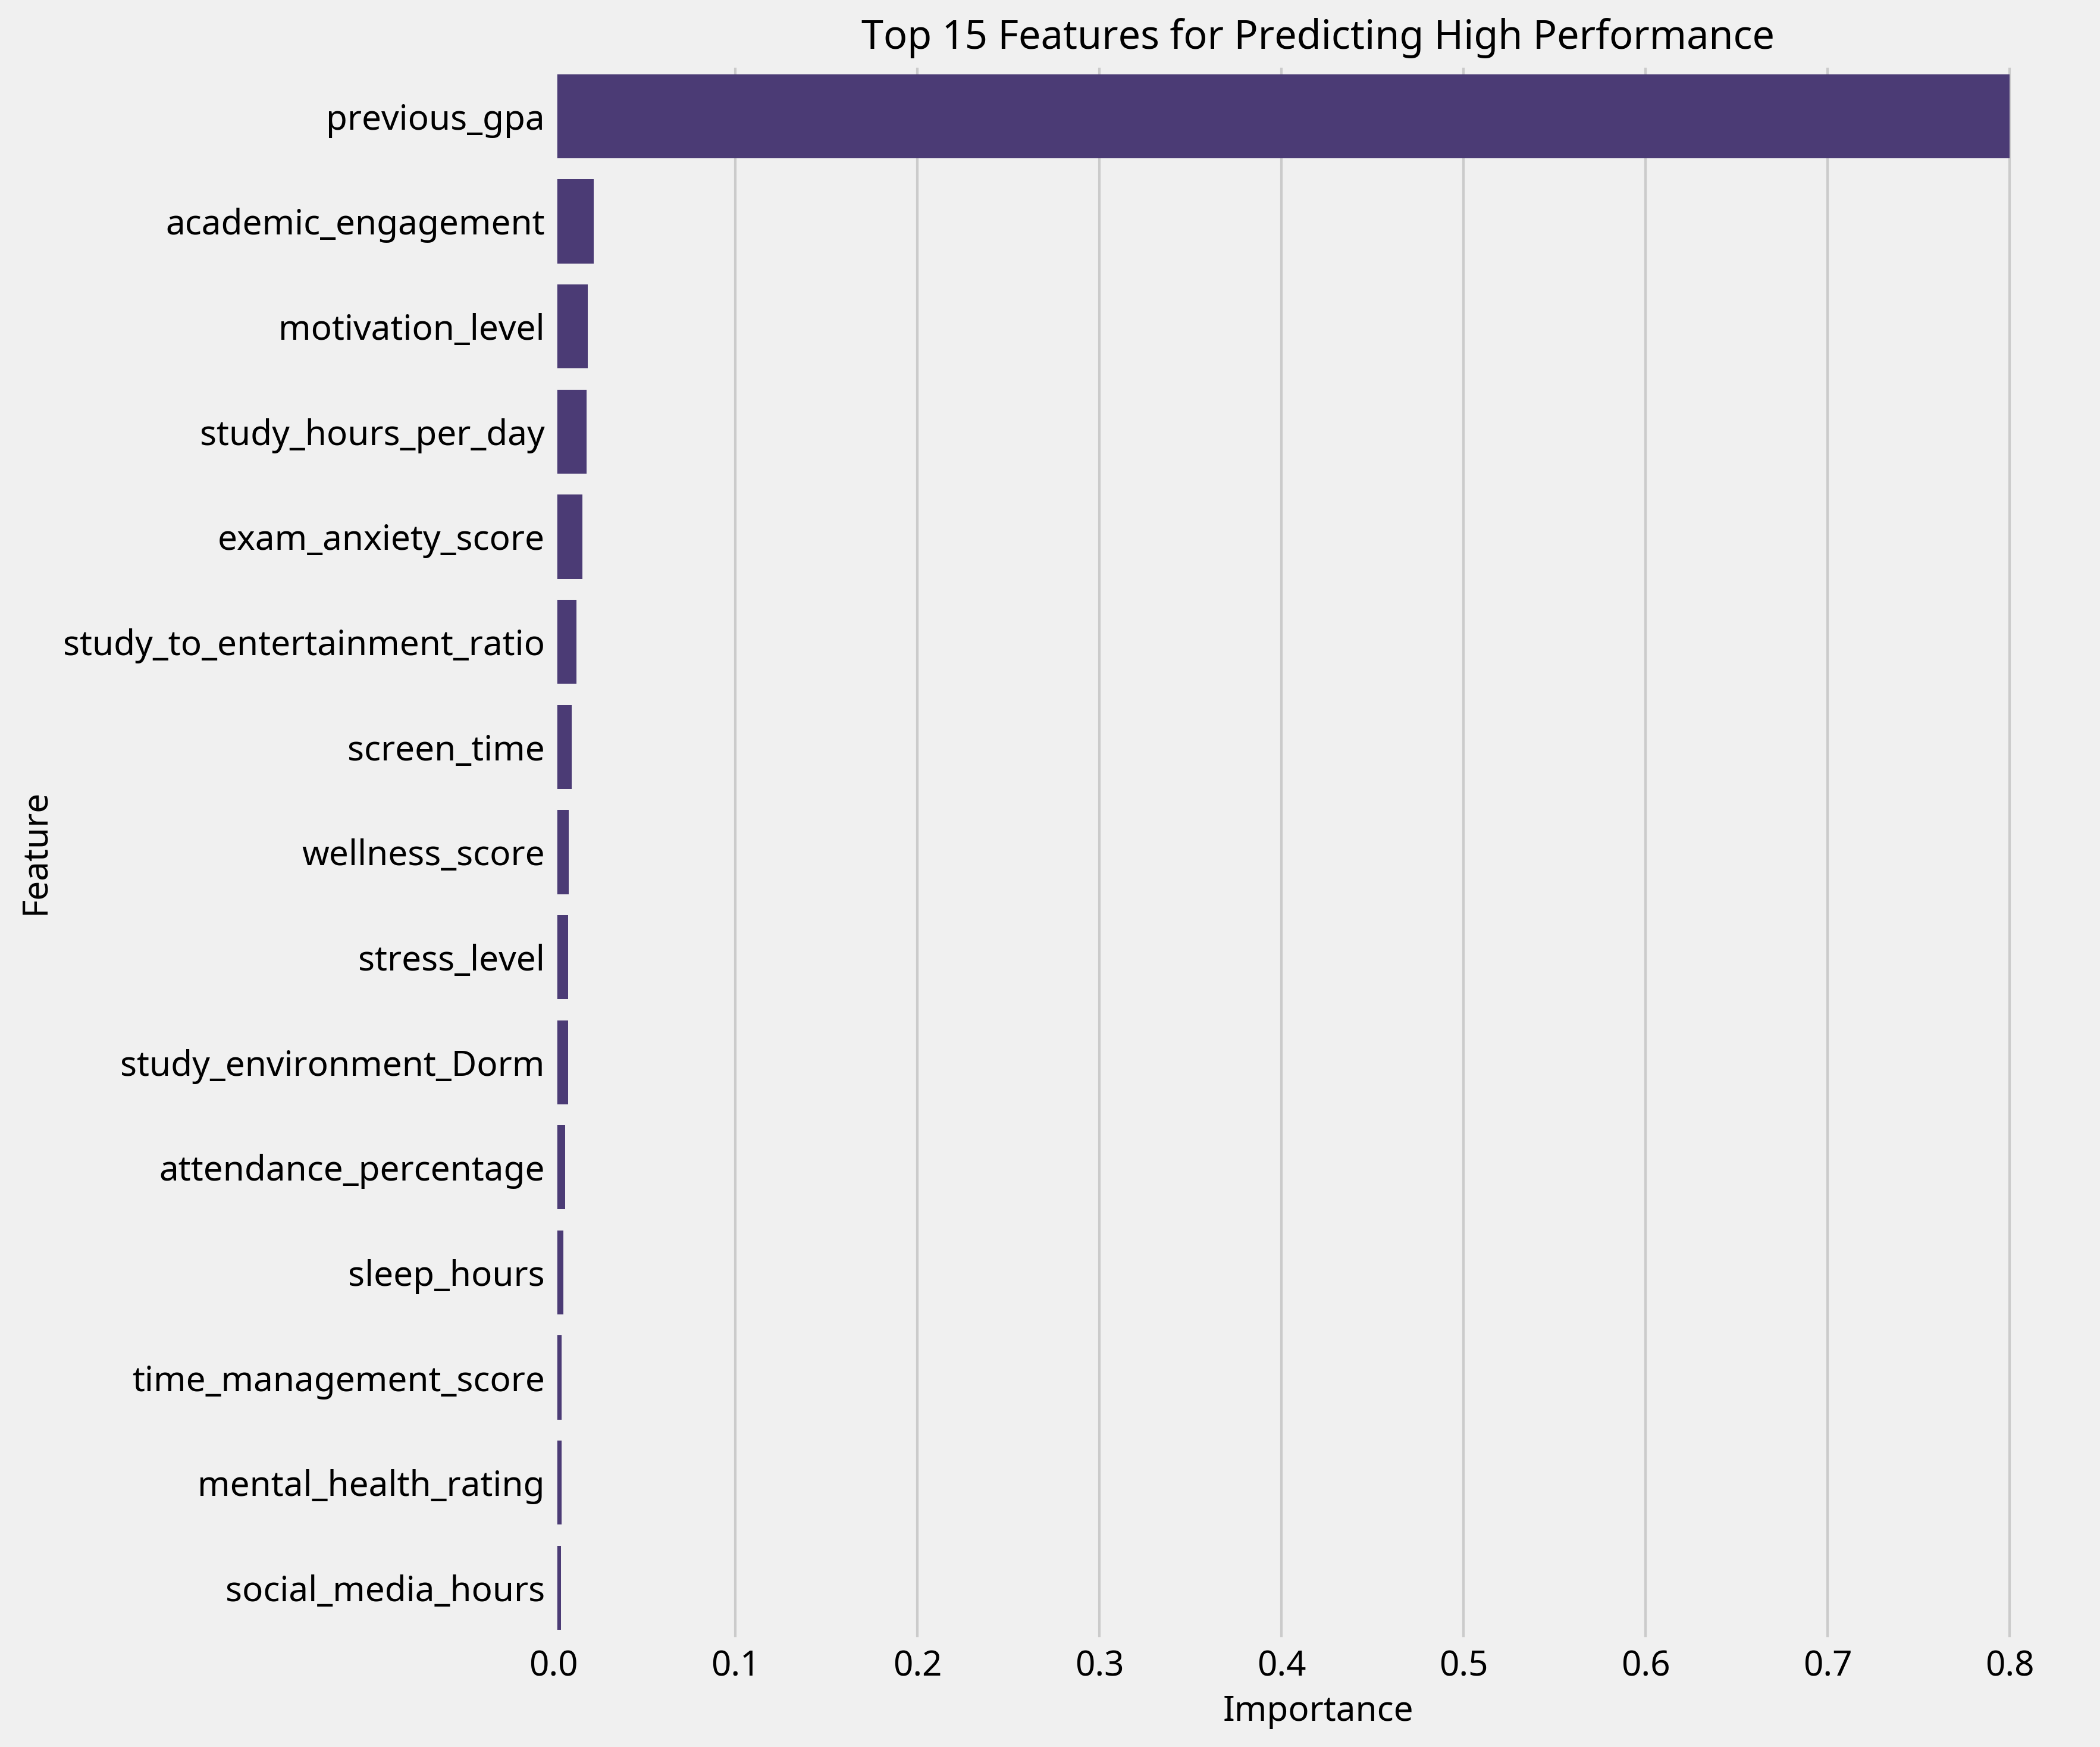 Top 15 Features for Predicting High Performance
previous_gpa
academic_engagement
motivation_level
study_hours_per_day
exam_anxiety_score
study_to_entertainment_ratio
screen_time
wellness_score
stress_level
study_environment_Dorm
attendance_percentage
sleep_hours
time_management_score
mental_health_rating
social_media_hours
Feature
0.0 0.1 0.2 0.3 0.4 0.5 0.6 0.7 0.8
Importance